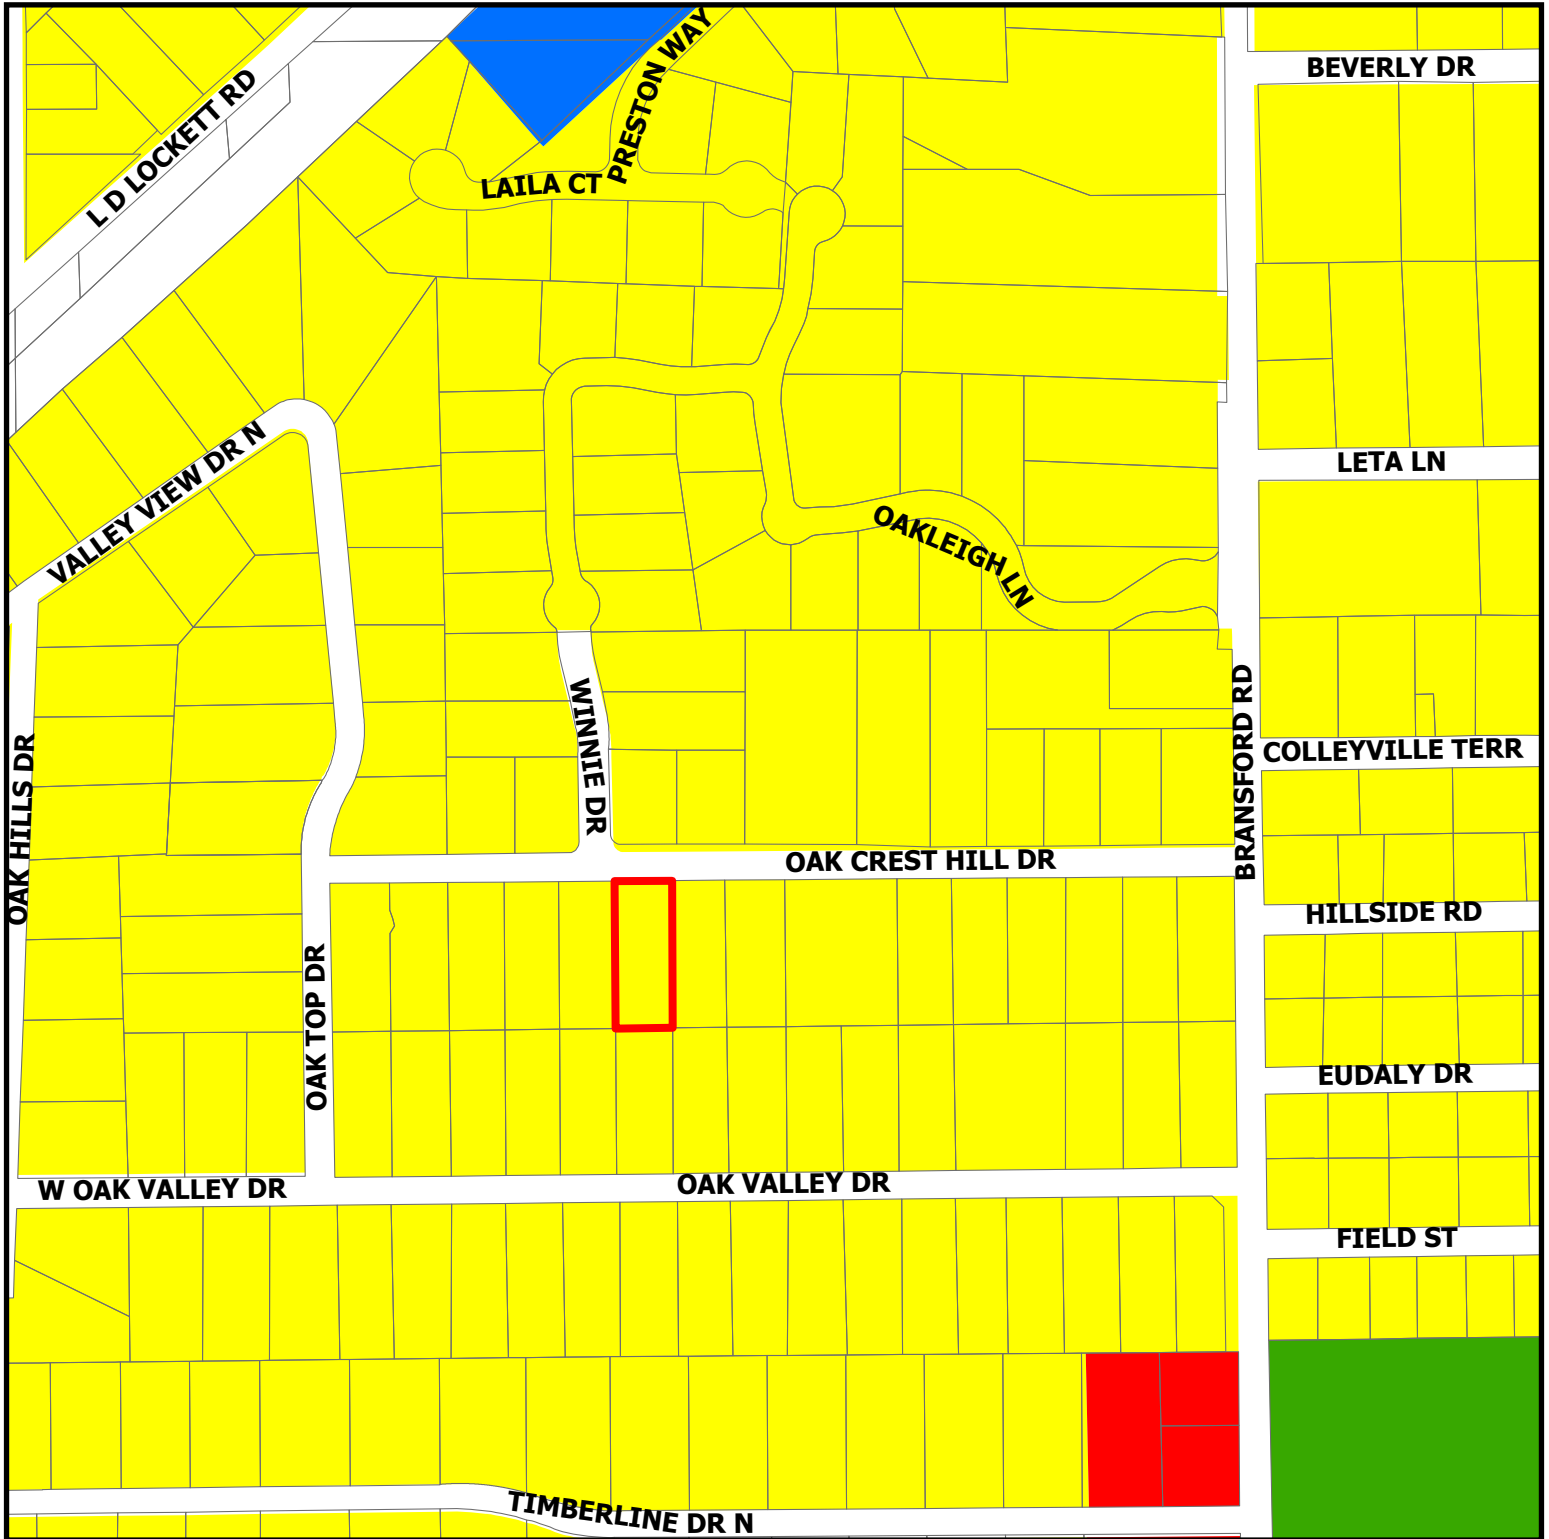 PRESTON WAY
BEVERLY DR
L D LOCKETT RD
LAILA CT
VALLEY VIEW DR N
LETA LN
OAKLEIGH LN
WINNIE DR
BRANSFORD RD
OAK HILLS DR
COLLEYVILLE TERR
OAK CREST HILL DR
HILLSIDE RD
OAK TOP DR
EUDALY DR
W OAK VALLEY DR
OAK VALLEY DR
FIELD ST
TIMBERLINE DR N